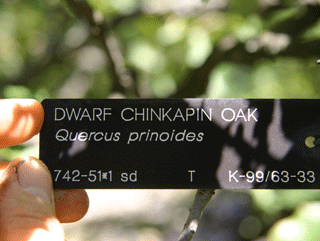 DWARF CHINKAPIN OAK
Quercus prinoides
742-51*1 sd T K-99/63-33